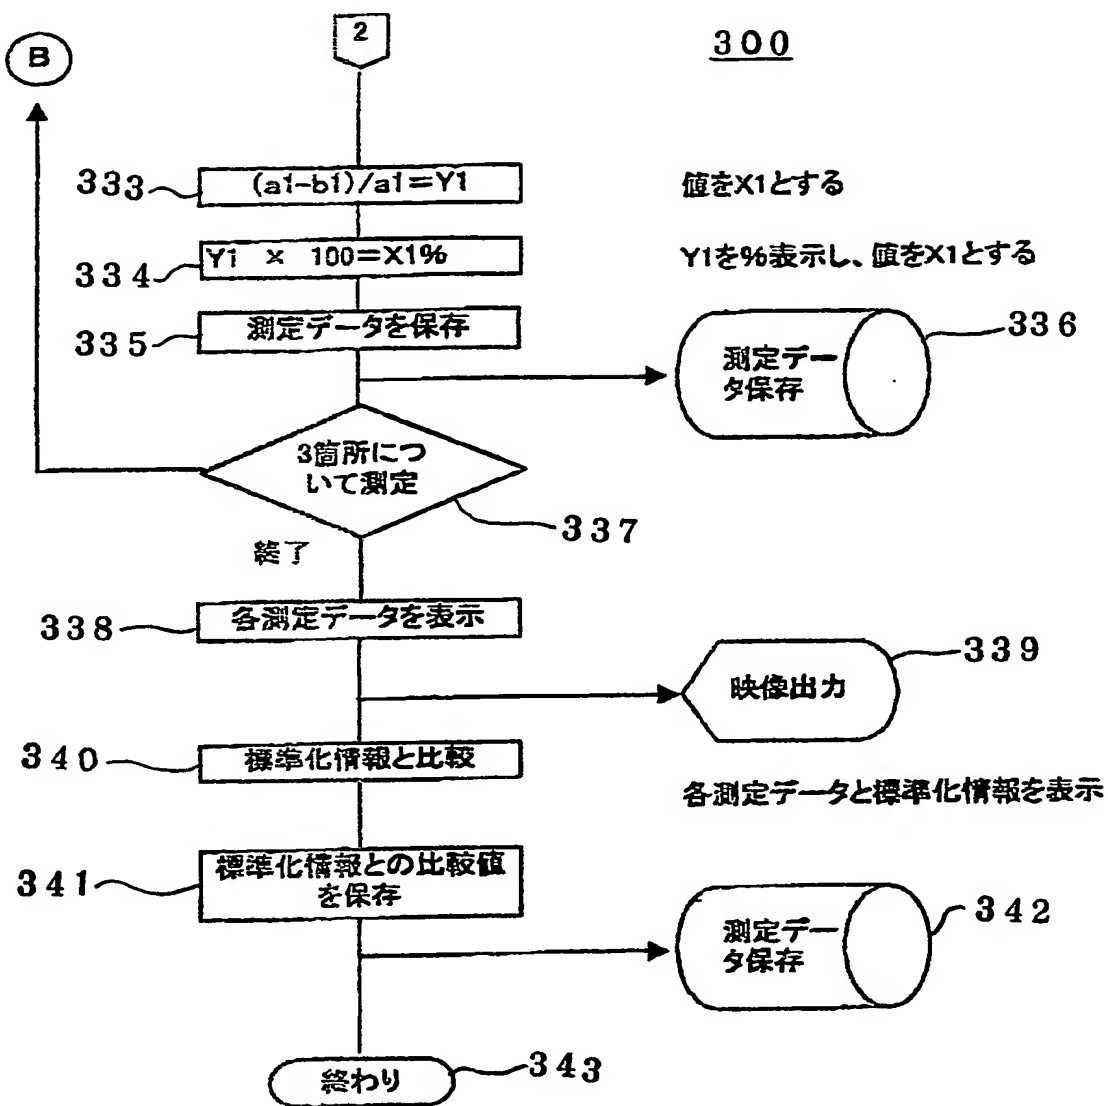 B
2
300
333
(a1-b1)/a1=Y1
値をX1とする
334
Y1 × 100=X1%
Y1を%表示し、値をX1とする
335
測定データを保存
336
測定デー
タ保存
3箇所につ
いて測定
337
終了
338
各測定データを表示
339
映像出力
340
標準化情報と比較
各測定データと標準化情報を表示
341
標準化情報との比較値
を保存
342
測定デー
タ保存
終わり
343